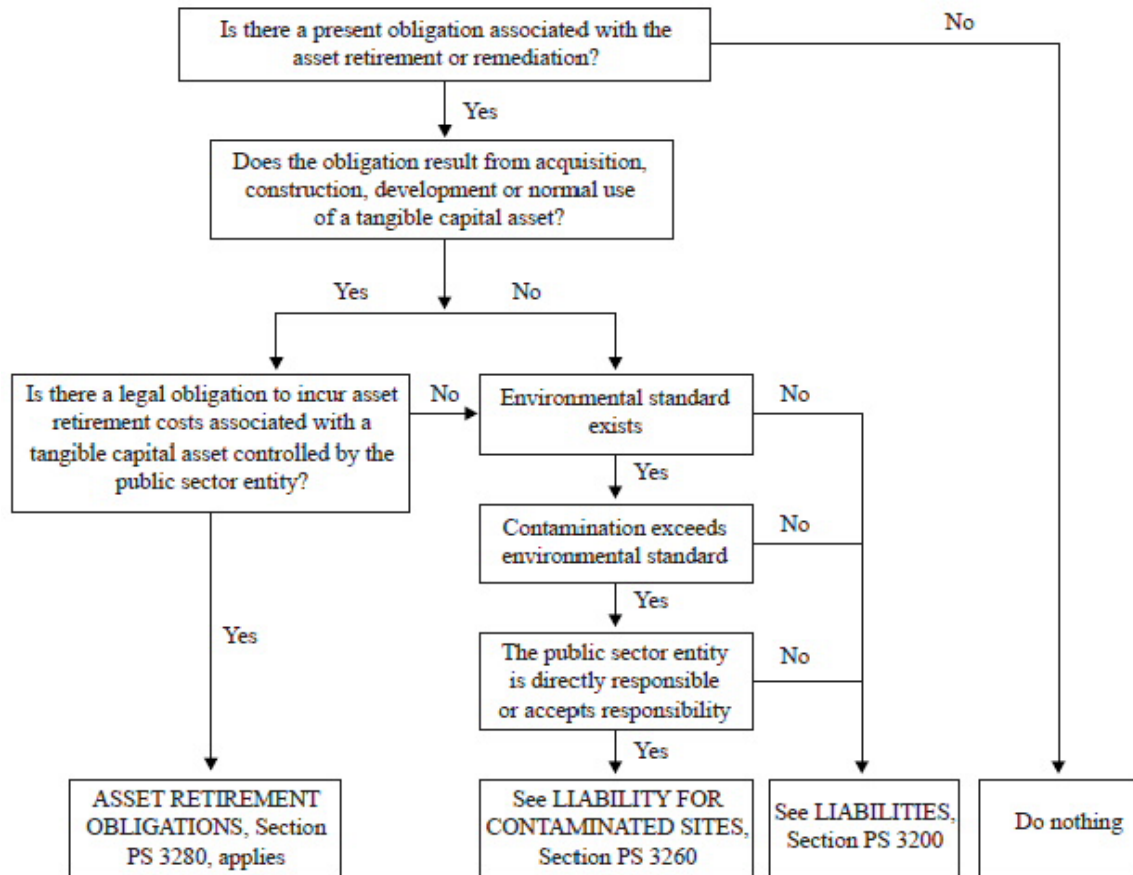 Is there a present obligation associated with the
asset retirement or remediation?
No
Yes
Does the obligation result from acquisition,
construction, development or normal use
of a tangible capital asset?
Yes
No
Is there a legal obligation to incur asset
retirement costs associated with a
tangible capital asset controlled by the
public sector entity?
No
Environmental standard
exists
No
Yes
Contamination exceeds
environmental standard
No
Yes
Yes
The public sector entity
is directly responsible
or accepts responsibility
No
Yes
ASSET RETIREMENT
OBLIGATIONS, Section
PS 3280, applies
See LIABILITY FOR
CONTAMINATED SITES,
Section PS 3260
See LIABILITIES,
Section PS 3200
Do nothing